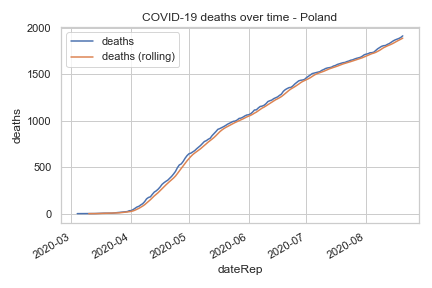 COVID-19 deaths over time - Poland
deaths
deaths (rolling)
2000
1500
1000
500
0
deaths
2020-03
2020-04
2020-05
2020-06
2020-07
2020-08
dateRep